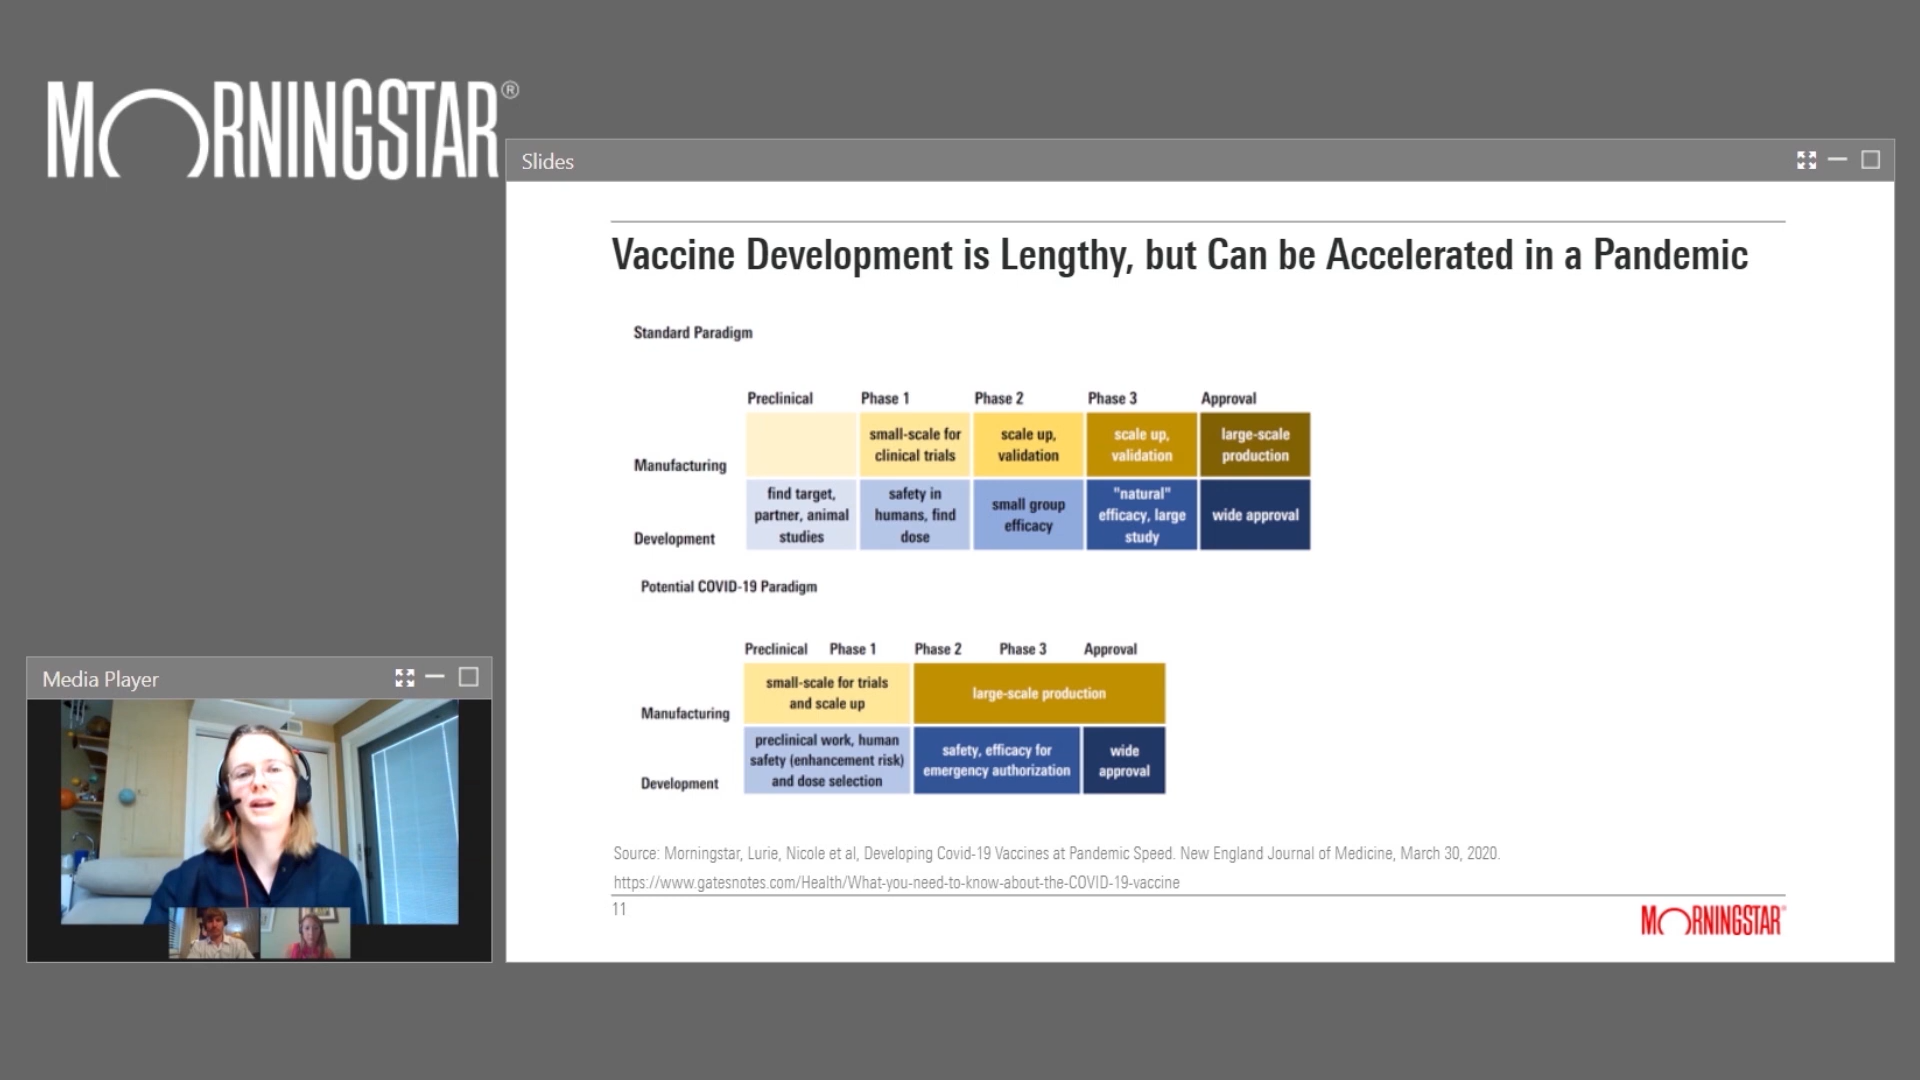 MORNINGSTAR®
Slides
Vaccine Development is Lengthy, but Can be Accelerated in a Pandemic
Standard Paradigm
Preclinical Phase 1 Phase 2 Phase 3 Approval
Manufacturing
small-scale for
clinical trials
scale up,
validation
scale up,
validation
large-scale
production
Development
find target,
partner, animal
studies
safety in
humans, find
dose
small group
efficacy
"natural"
efficacy, large
study
wide approval
Potential COVID-19 Paradigm
Preclinical Phase 1 Phase 2 Phase 3 Approval
Manufacturing
small-scale for trials
and scale up
large-scale production
Development
preclinical work, human
safety (enhancement risk)
and dose selection
safety, efficacy for
emergency authorization
wide
approval
Source: Morningstar, Lurie, Nicole et al, Developing Covid-19 Vaccines at Pandemic Speed. New England Journal of Medicine, March 30, 2020.
https://www.gatesnotes.com/Health/What-you-need-to-know-about-the-COVID-19-vaccine
11
MORNINGSTAR®
Media Player